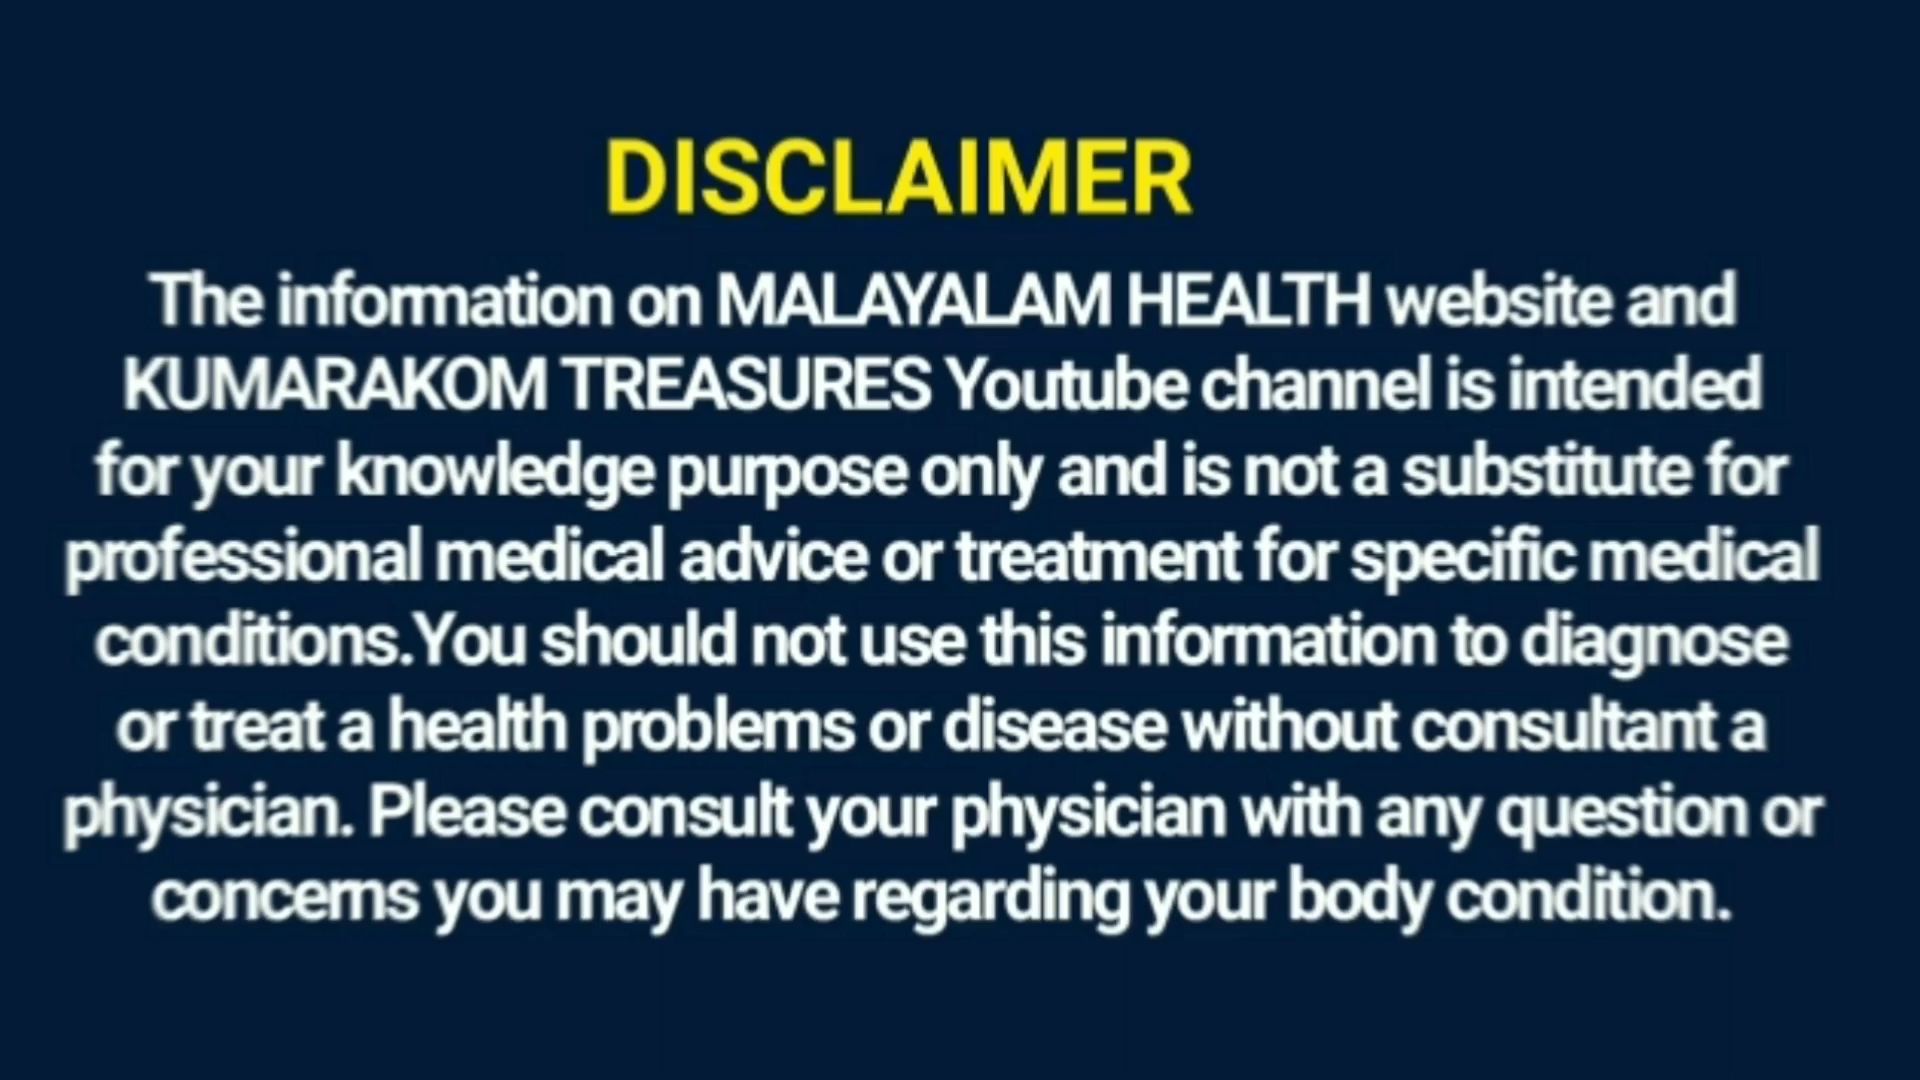 DISCLAIMER
The information on MALAYALAM HEALTH website and
KUMARAKOM TREASURES Youtube channel is intended
for your knowledge purpose only and is not a substitute for
professional medical advice or treatment for specific medical
conditions.You should not use this information to diagnose
or treat a health problems or disease without consultant a
physician. Please consult your physician with any question or
concerns you may have regarding your body condition.